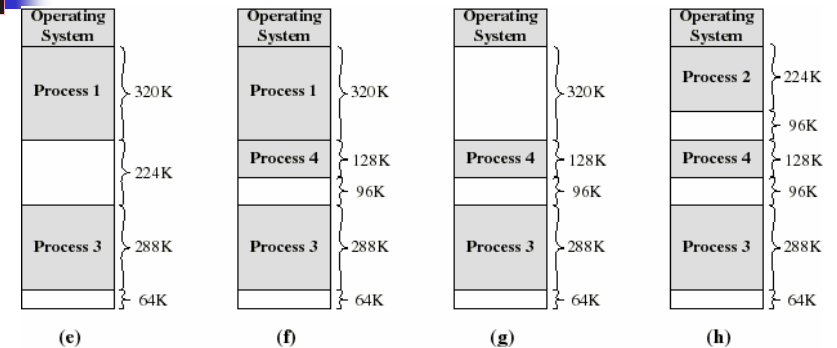 Operating
System
Process 1
320K
224K
Process 3
288K
64K
(e)
Operating
System
Process 1
320K
Process 4
128K
96K
Process 3
288K
64K
(f)
Operating
System
320K
Process 4
128K
96K
Process 3
288K
64K
(g)
Operating
System
Process 2
224K
96K
Process 4
128K
96K
Process 3
288K
64K
(h)